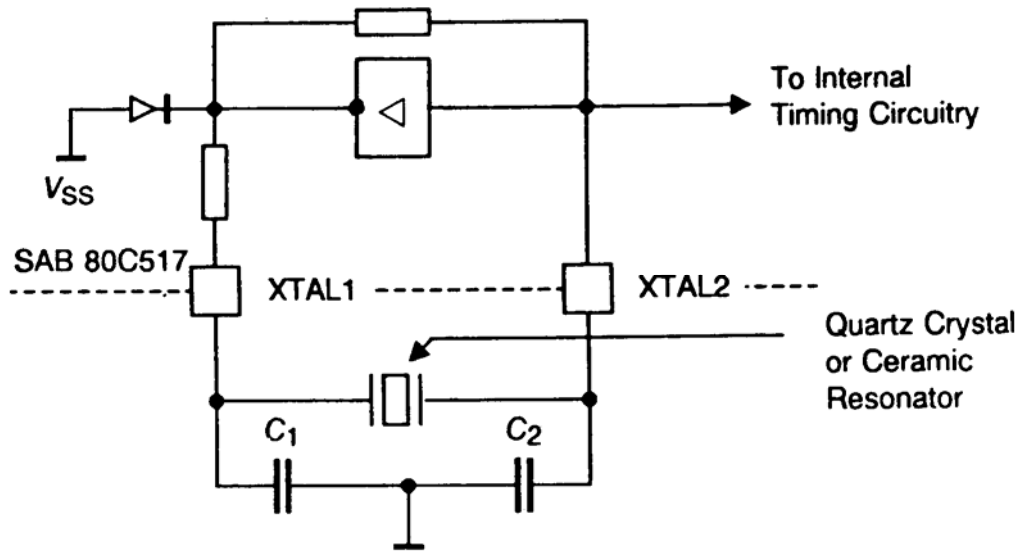 To Internal
Timing Circuitry
VSS
SAB 80C517
XTAL1
XTAL2
Quartz Crystal
or Ceramic
Resonator
C1
C2